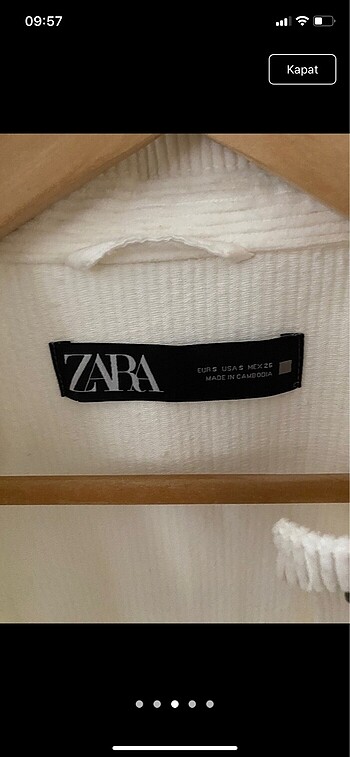 09:57
Kapat
ZARA
EUR S USA S MEX 26
MADE IN CAMBODIA